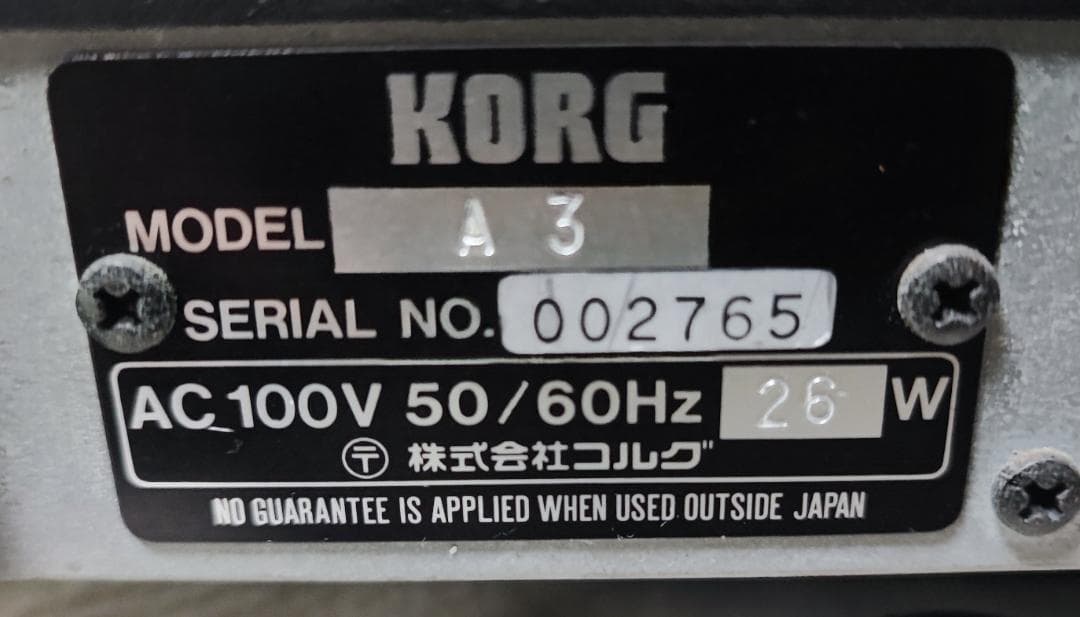 KORG
MODEL A 3
SERIAL NO. 002765
AC 100V 50/60Hz 26 W
〒 株式会社コルグ
NO GUARANTEE IS APPLIED WHEN USED OUTSIDE JAPAN